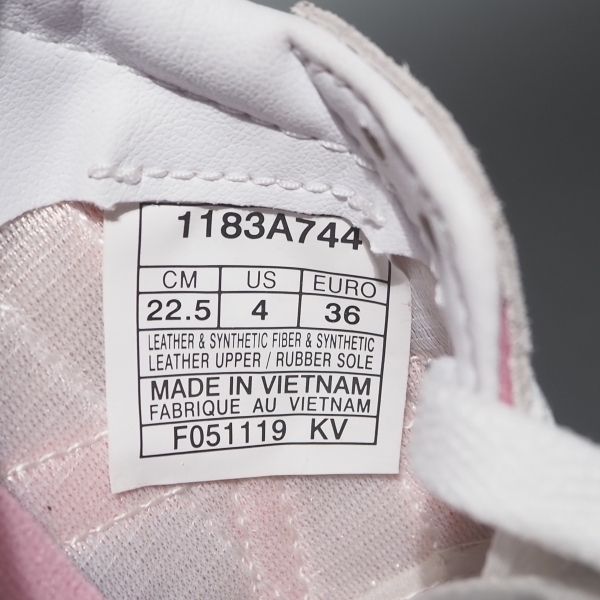 1183A744
CM US EURO
22.5 4 36
LEATHER & SYNTHETIC FIBER & SYNTHETIC
LEATHER UPPER / RUBBER SOLE
MADE IN VIETNAM
FABRIQUE AU VIETNAM
F051119 KV